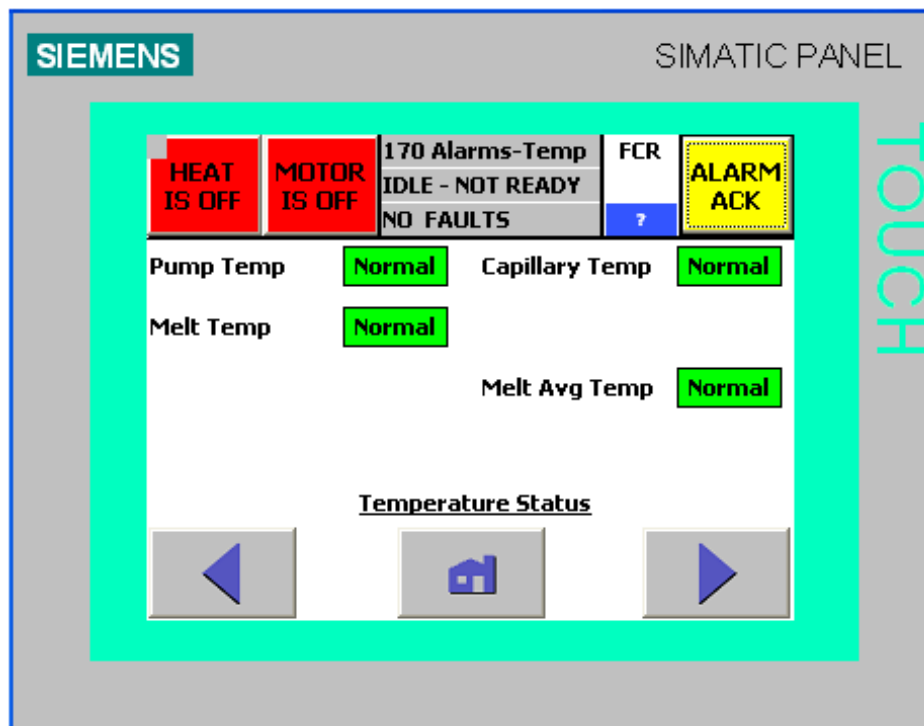 SIEMENS
SIMATIC PANEL
TOUCH
HEAT
IS OFF
MOTOR
IS OFF
170 Alarms-Temp
IDLE - NOT READY
NO FAULTS
FCR
?
ALARM
ACK
Pump Temp
Normal
Capillary Temp
Normal
Melt Temp
Normal
Melt Avg Temp
Normal
Temperature Status